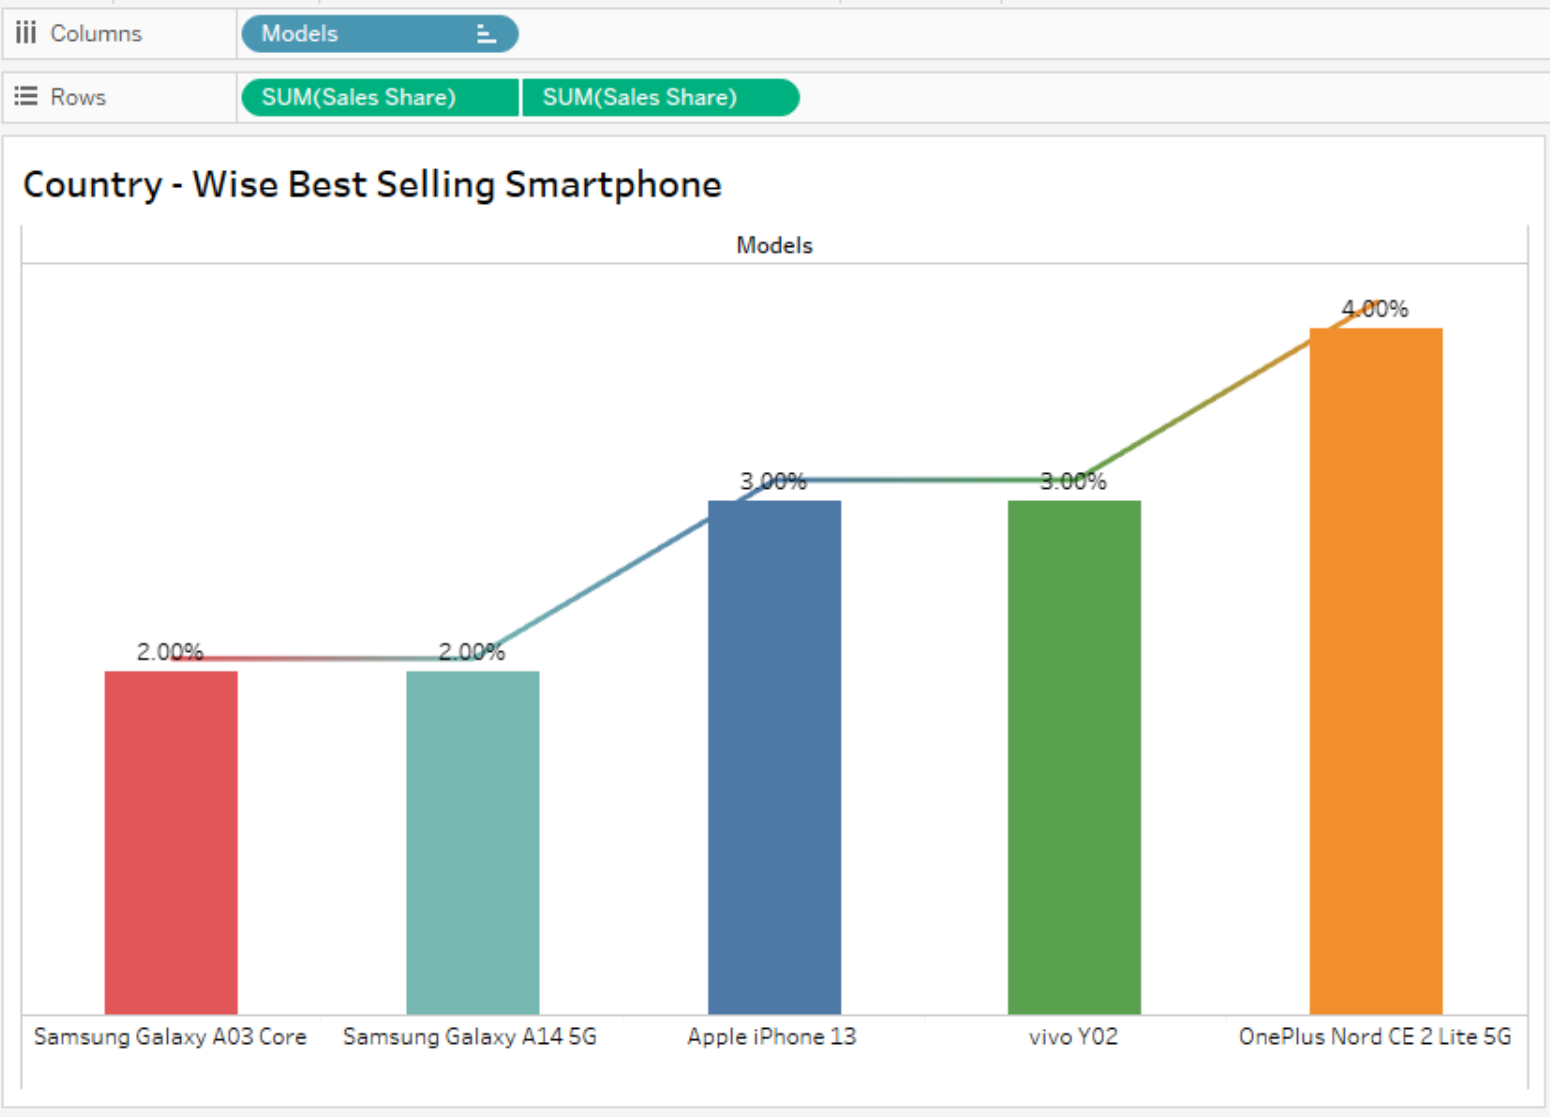 Columns Models
Rows SUM(Sales Share) SUM(Sales Share)
Country - Wise Best Selling Smartphone
Models
4.00%
3.00% 3.00%
2.00% 2.00%
Samsung Galaxy A03 Core Samsung Galaxy A14 5G Apple iPhone 13 vivo Y02 OnePlus Nord CE 2 Lite 5G